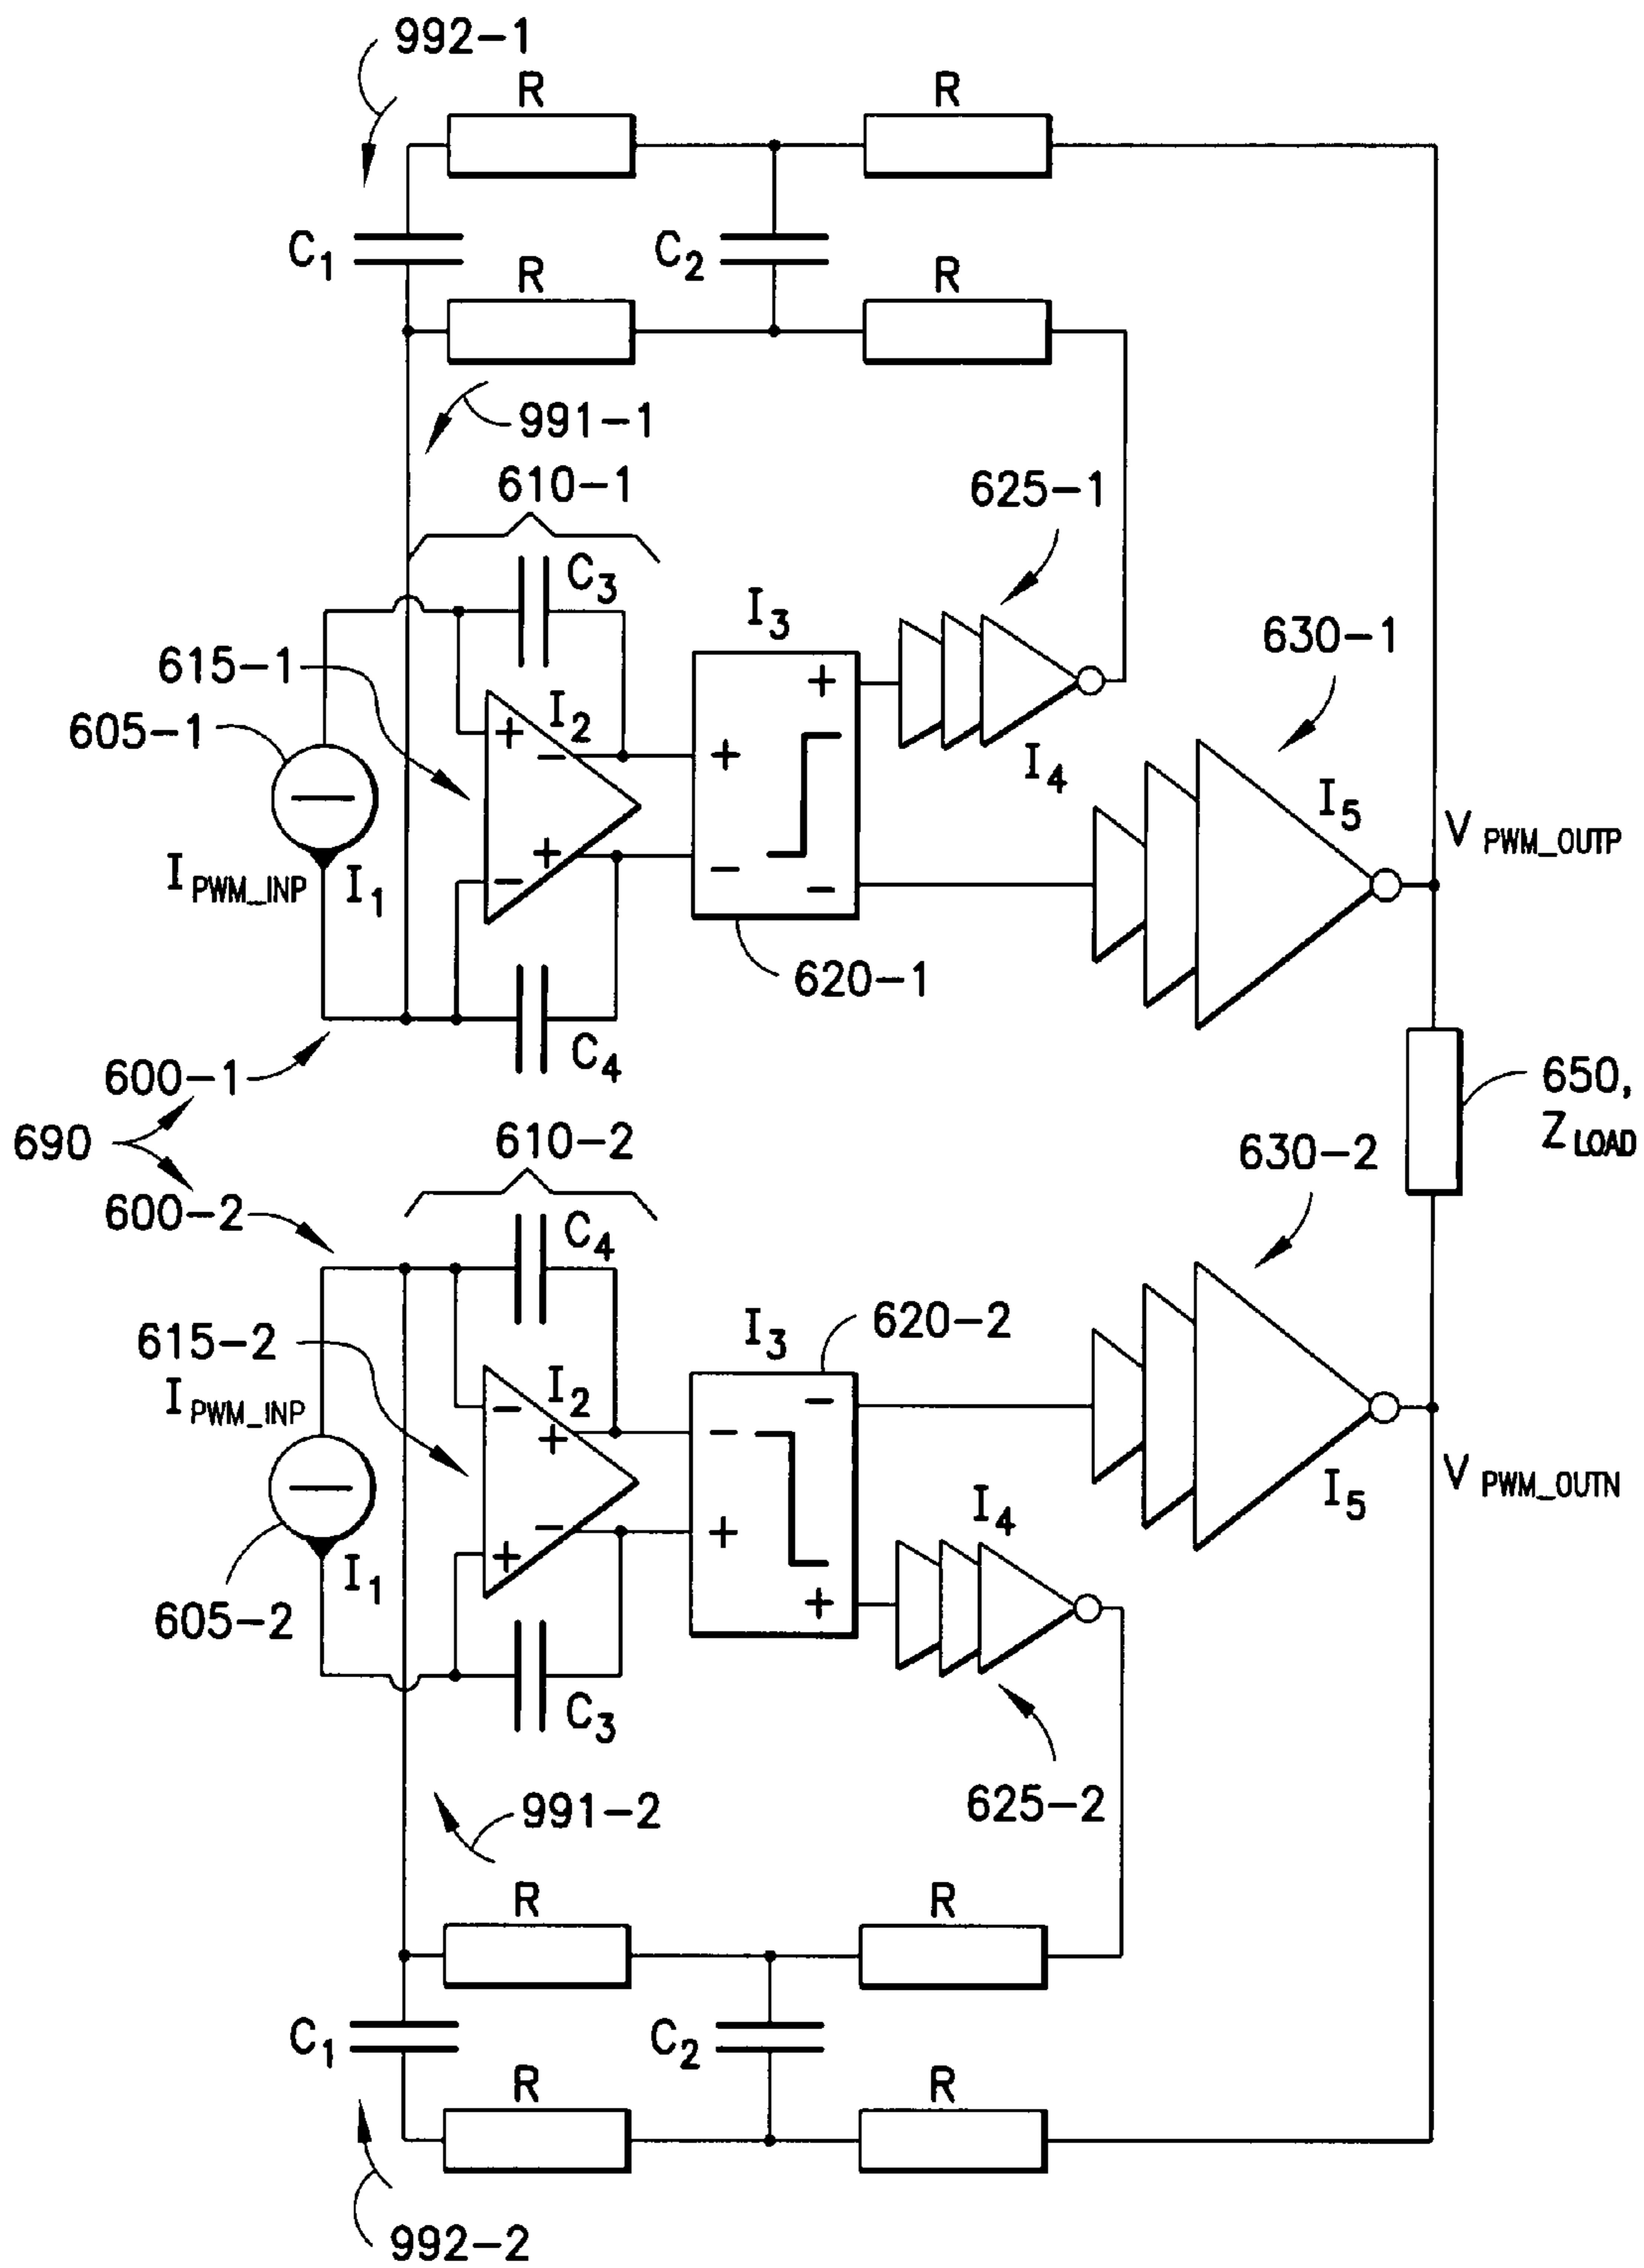 992-1
R R
C1 C2
R R
991-1
610-1
625-1
C3
I3
630-1
615-1
+ I2 − + +
605-1
I4
I5
VPWM_OUTP
− + − −
IPWM_INP I1
620-1
600-1
C4
650,
ZLOAD
690
610-2
630-2
600-2
C4
620-2
I3
615-2
IPWM_INP
− I2 + − −
I4
I5
VPWM_OUTN
+ − + +
I1
605-2
C3
991-2
625-2
R R
C1 C2
R R
992-2